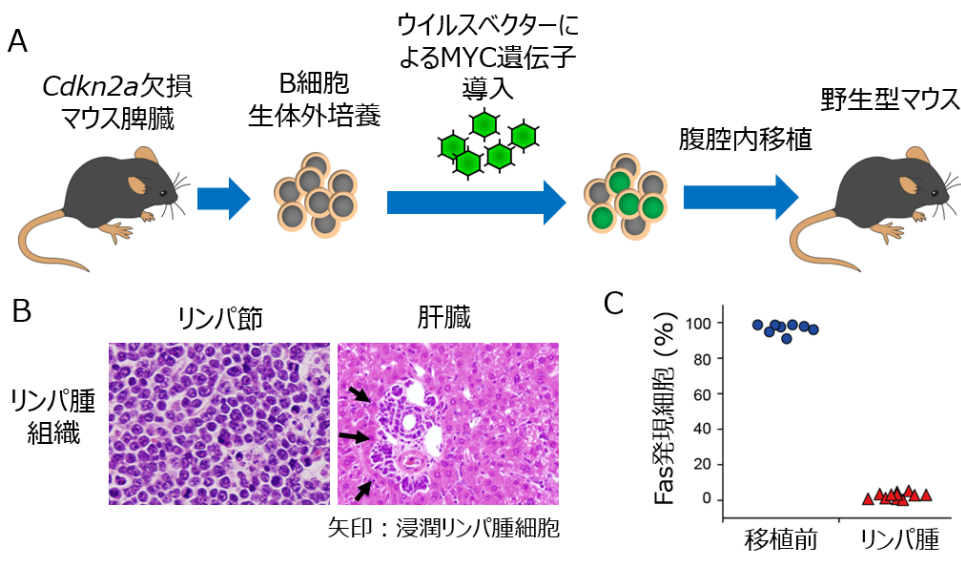 A
Cdkn2a欠損
マウス脾臓
B細胞
生体外培養
ウイルスベクターに
よるMYC遺伝子
導入
腹腔内移植
野生型マウス
B
リンパ節
肝臓
リンパ腫
組織
矢印：浸潤リンパ腫細胞
C
Fas発現細胞 (%)
100
80
60
40
20
0
移植前
リンパ腫